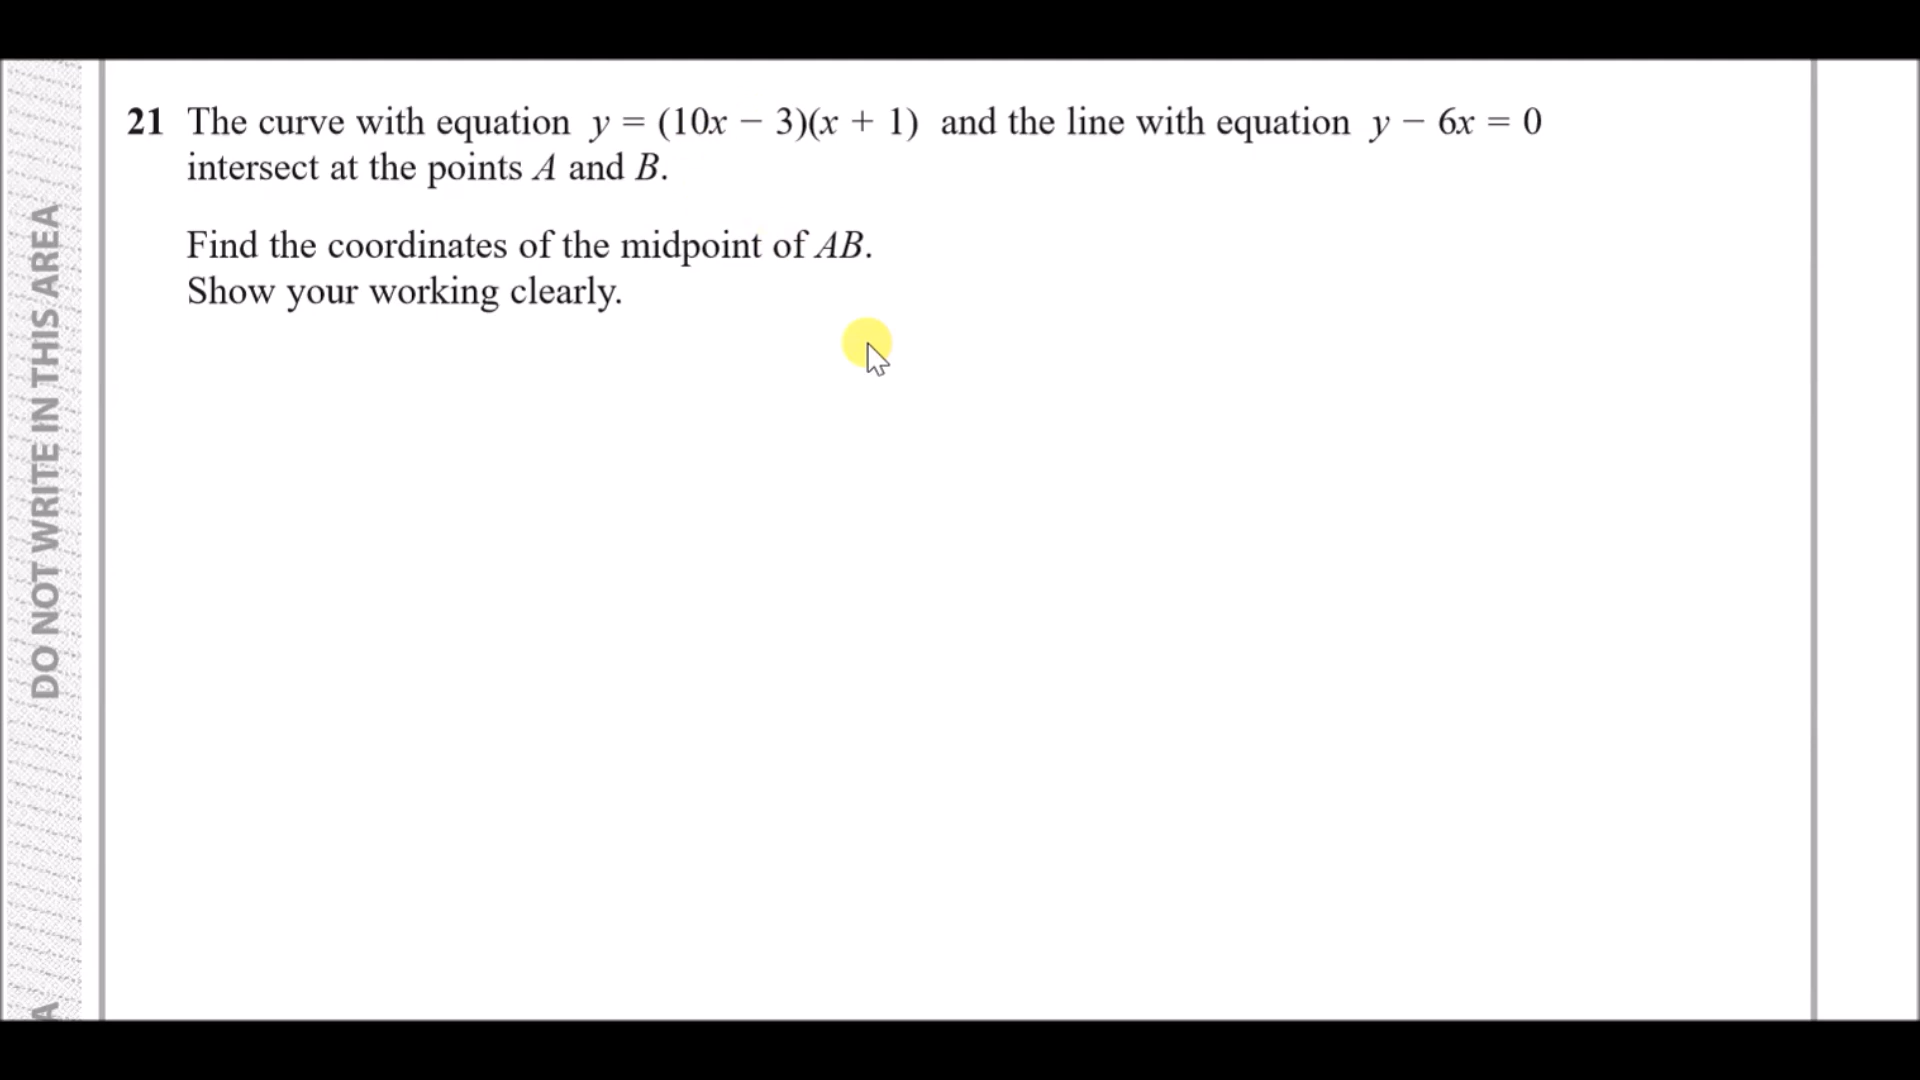 21 The curve with equation y = (10x − 3)(x + 1) and the line with equation y − 6x = 0
intersect at the points A and B.
Find the coordinates of the midpoint of AB.
Show your working clearly.
DO NOT WRITE IN THIS AREA
A